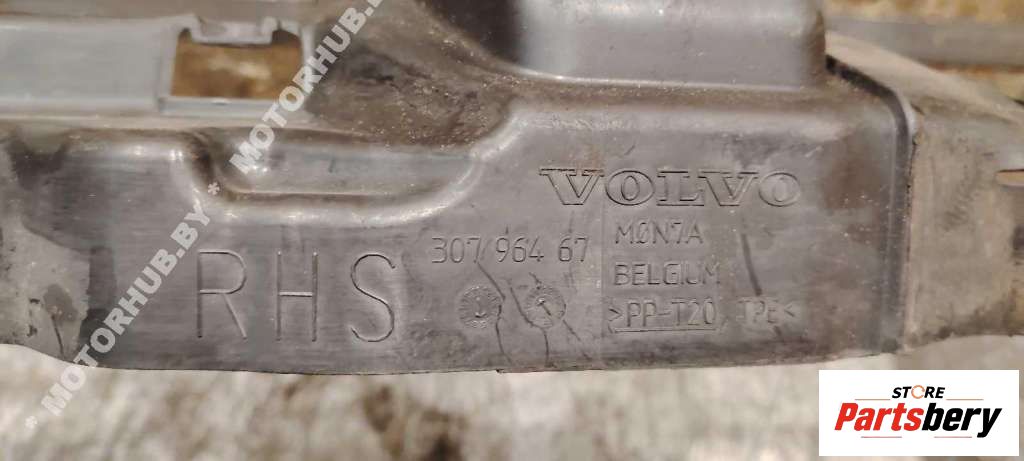 * MOTORHUB.BY * MOTORHUB.BY
VOLVO
RHS
307 964 67
MØN7A
BELGIUM
>PP-T20 TPE<
STORE
Partsbery